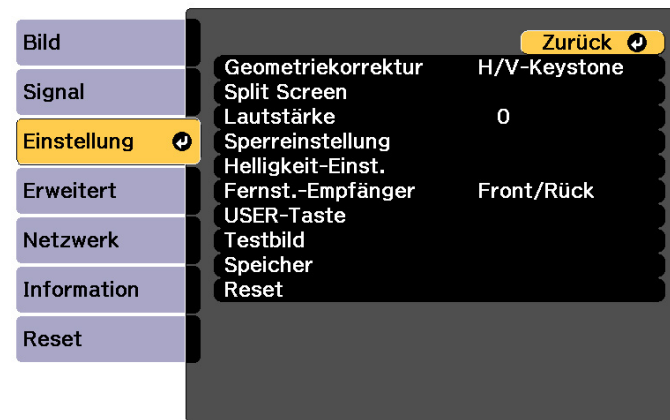 Bild
Signal
Einstellung
Erweitert
Netzwerk
Information
Reset
Zurück
Geometriekorrektur H/V-Keystone
Split Screen
Lautstärke 0
Sperreinstellung
Helligkeit-Einst.
Fernst.-Empfänger Front/Rück
USER-Taste
Testbild
Speicher
Reset